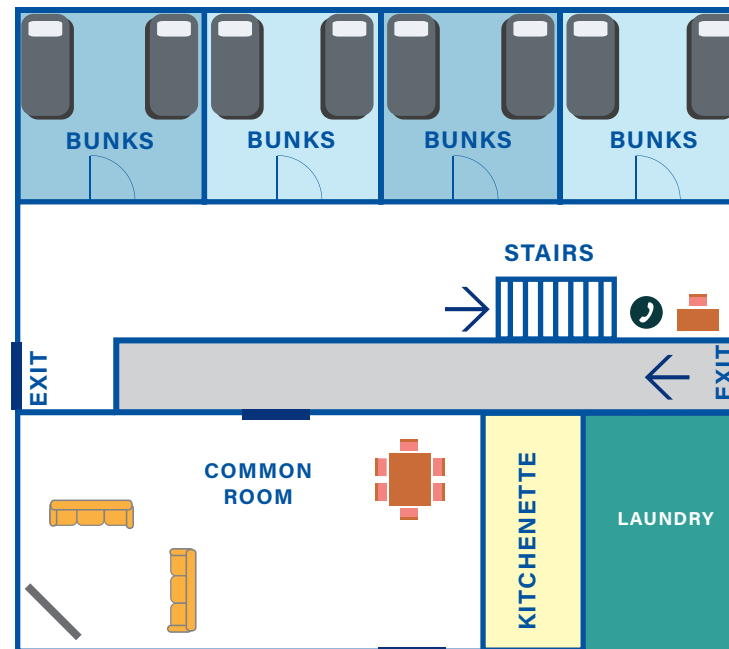 BUNKS
BUNKS
BUNKS
BUNKS
STAIRS
EXIT
EXIT
COMMON
ROOM
KITCHENETTE
LAUNDRY